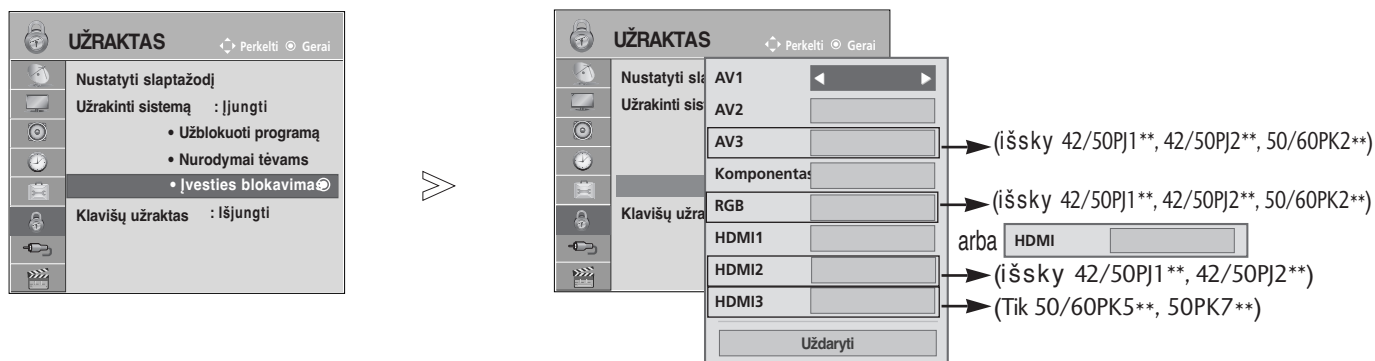 UŽRAKTAS
Perkelti Gerai
Nustatyti slaptažodį
Užrakinti sistemą : Įjungti
• Užblokuoti programą
• Nurodymai tėvams
• Įvesties blokavimas
Klavišų užraktas : Išjungti
UŽRAKTAS
Perkelti Gerai
Nustatyti sla
Užrakinti sis
Klavišų užra
AV1
AV2
AV3
Komponentas
RGB
HDMI1
HDMI2
HDMI3
Uždaryti
(išsky 42/50PJ1**, 42/50PJ2**, 50/60PK2**)
(išsky 42/50PJ1**, 42/50PJ2**, 50/60PK2**)
arba HDMI
(išsky 42/50PJ1**, 42/50PJ2**)
(Tik 50/60PK5**, 50PK7**)